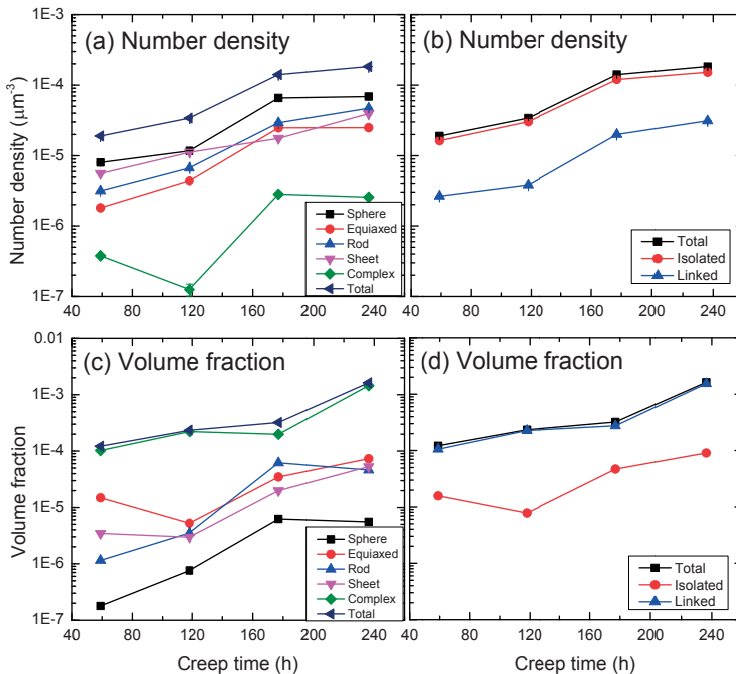 1E-3
(a) Number density
(b) Number density
1E-4
1E-5
1E-6
1E-7
Number density (μm⁻³)
Sphere
Equiaxed
Rod
Sheet
Complex
Total
Total
Isolated
Linked
40 80 120 160 200 240
40 80 120 160 200 240
0.01
(c) Volume fraction
(d) Volume fraction
1E-3
1E-4
1E-5
1E-6
1E-7
Volume fraction
Sphere
Equiaxed
Rod
Sheet
Complex
Total
Total
Isolated
Linked
40 80 120 160 200 240
40 80 120 160 200 240
Creep time (h)
Creep time (h)